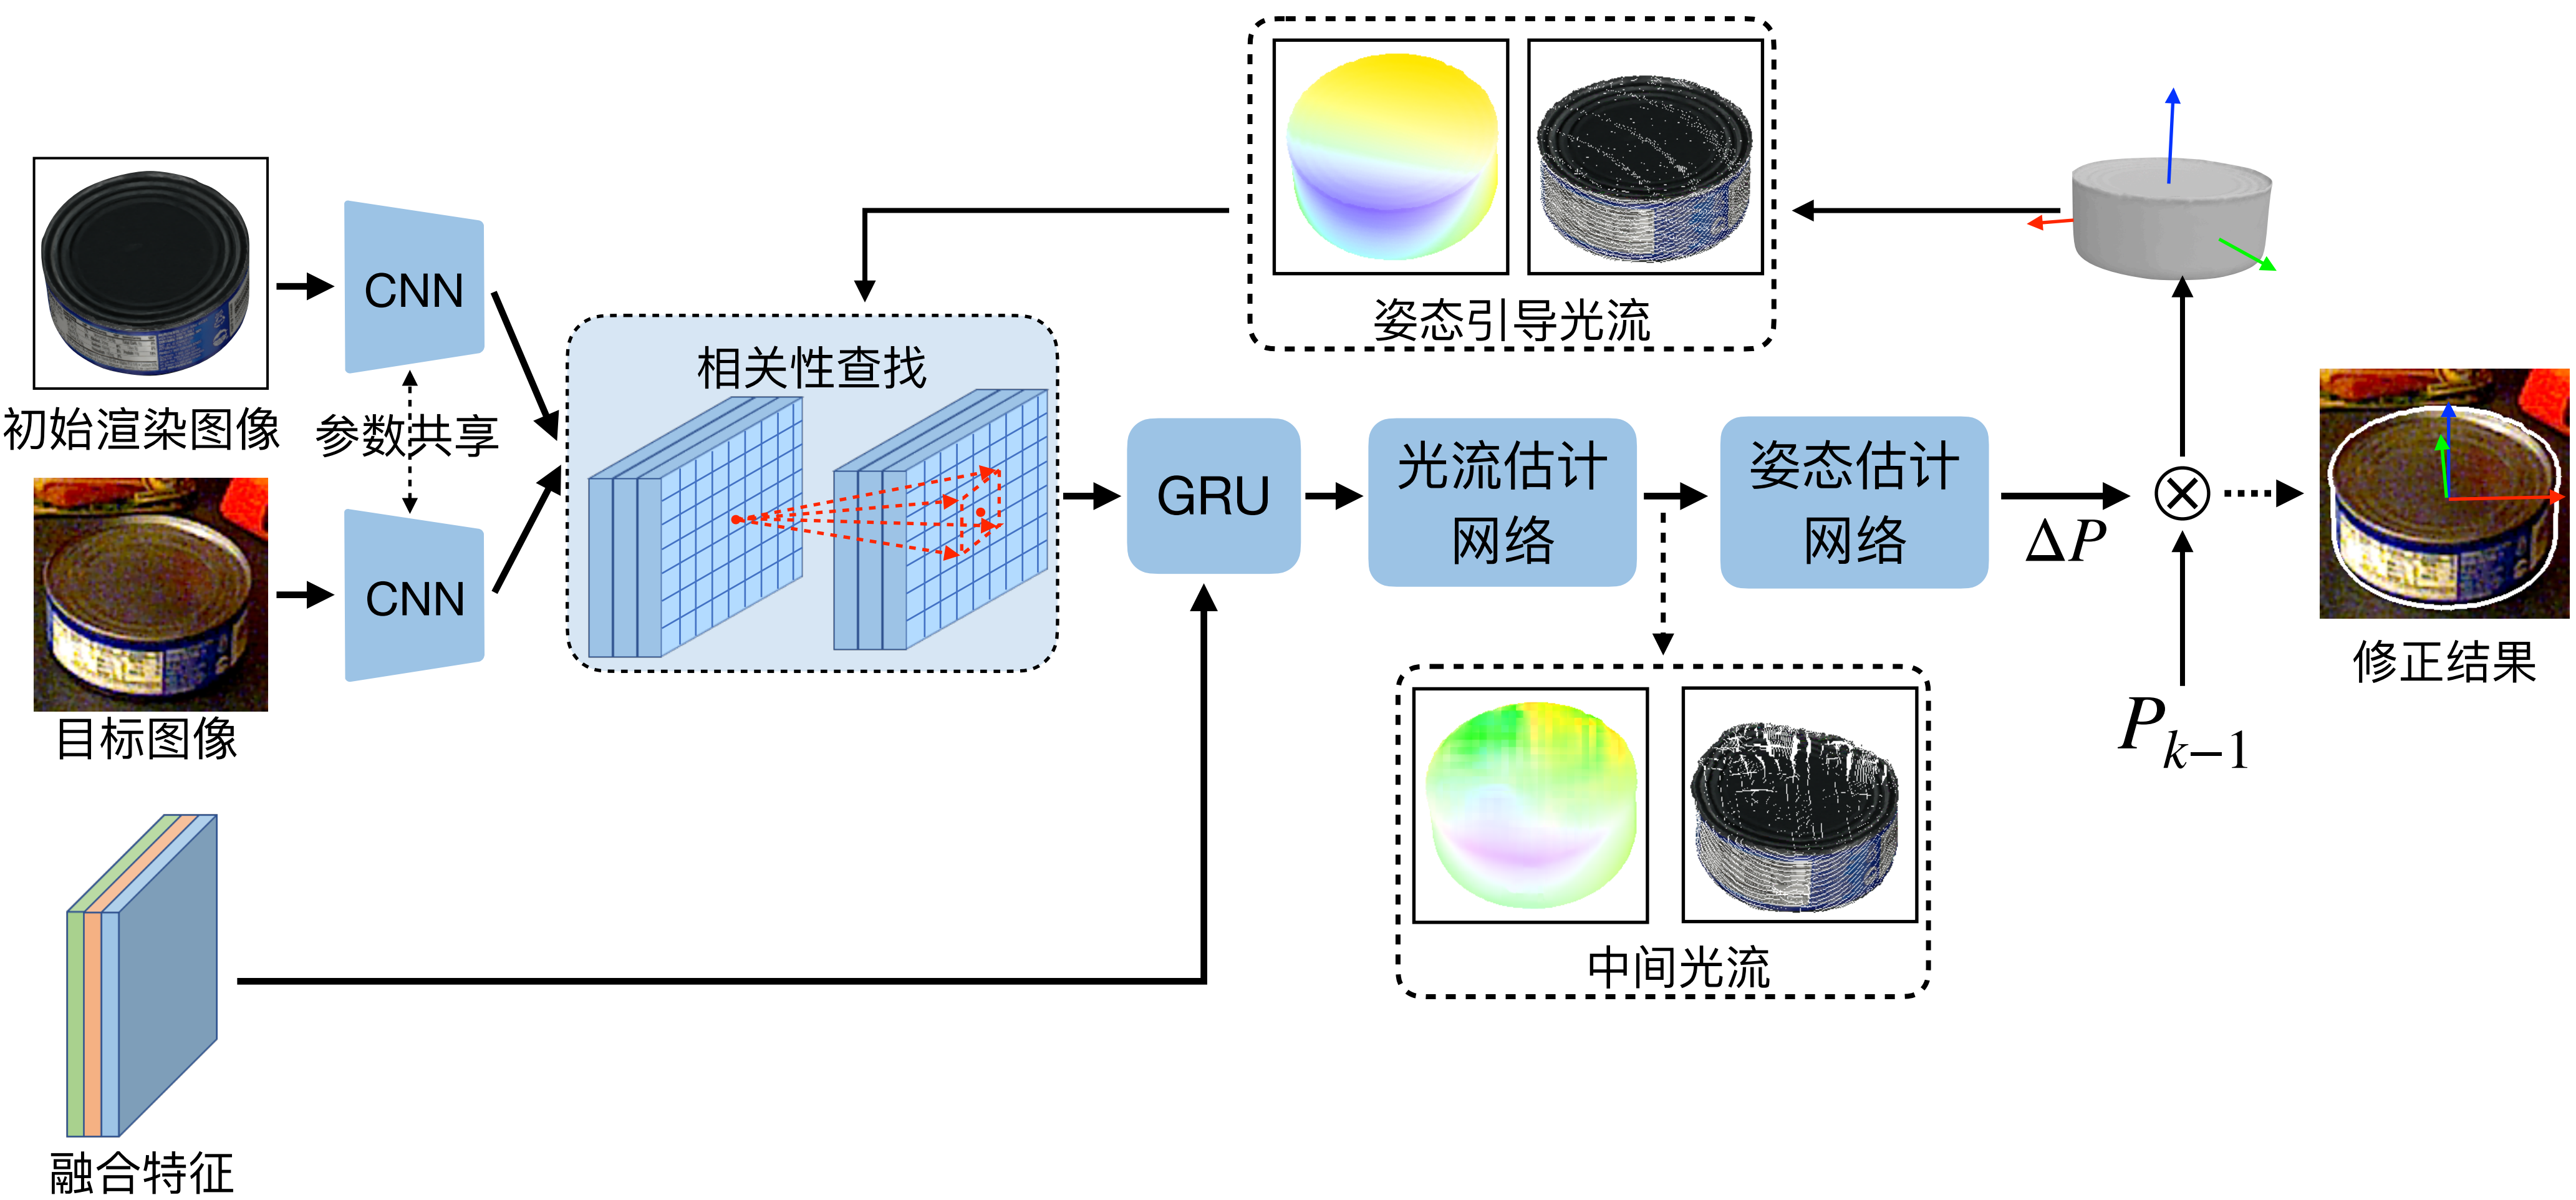 姿态引导光流
相关性查找
CNN
初始渲染图像
参数共享
CNN
目标图像
GRU
光流估计
网络
姿态估计
网络
ΔP
修正结果
P_{k−1}
中间光流
融合特征